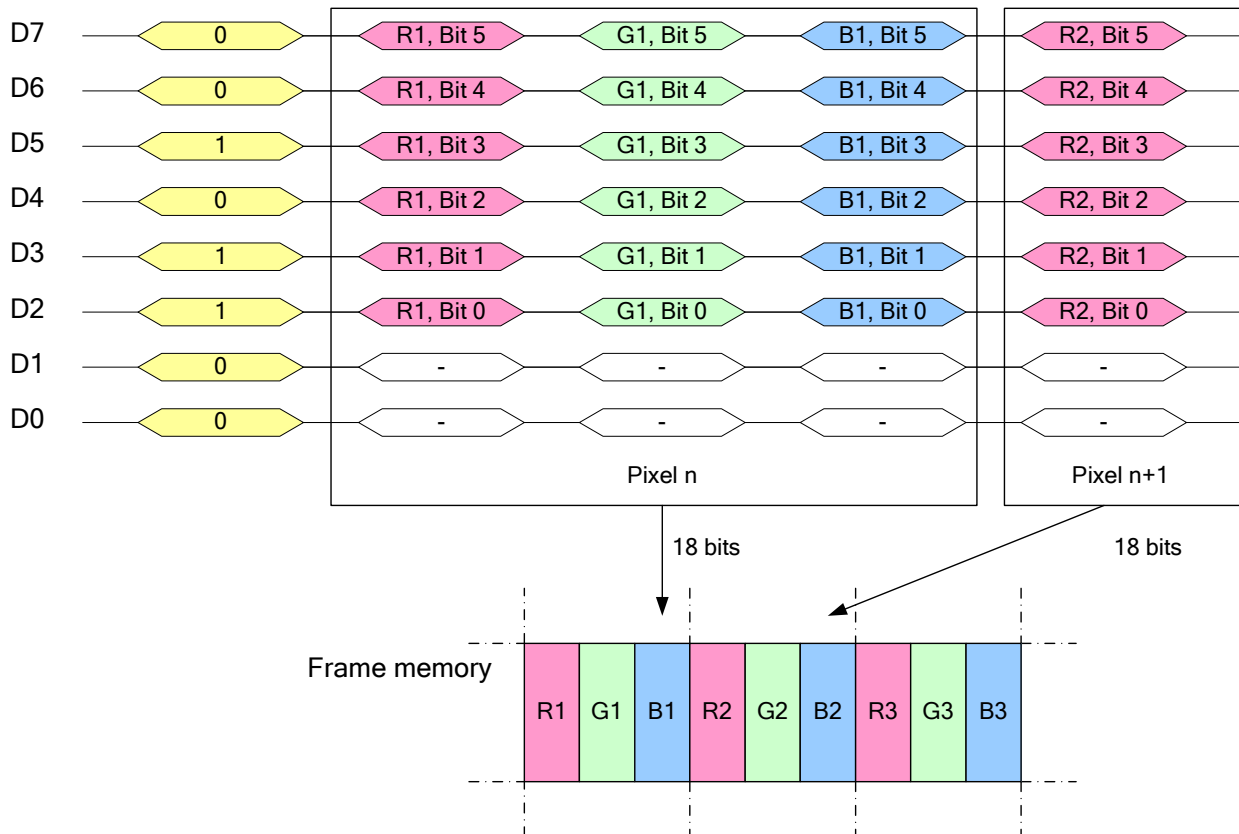 D7 0 R1, Bit 5 G1, Bit 5 B1, Bit 5 R2, Bit 5
D6 0 R1, Bit 4 G1, Bit 4 B1, Bit 4 R2, Bit 4
D5 1 R1, Bit 3 G1, Bit 3 B1, Bit 3 R2, Bit 3
D4 0 R1, Bit 2 G1, Bit 2 B1, Bit 2 R2, Bit 2
D3 1 R1, Bit 1 G1, Bit 1 B1, Bit 1 R2, Bit 1
D2 1 R1, Bit 0 G1, Bit 0 B1, Bit 0 R2, Bit 0
D1 0 - - - -
D0 0 - - - -
Pixel n Pixel n+1
18 bits 18 bits
Frame memory
R1 G1 B1 R2 G2 B2 R3 G3 B3